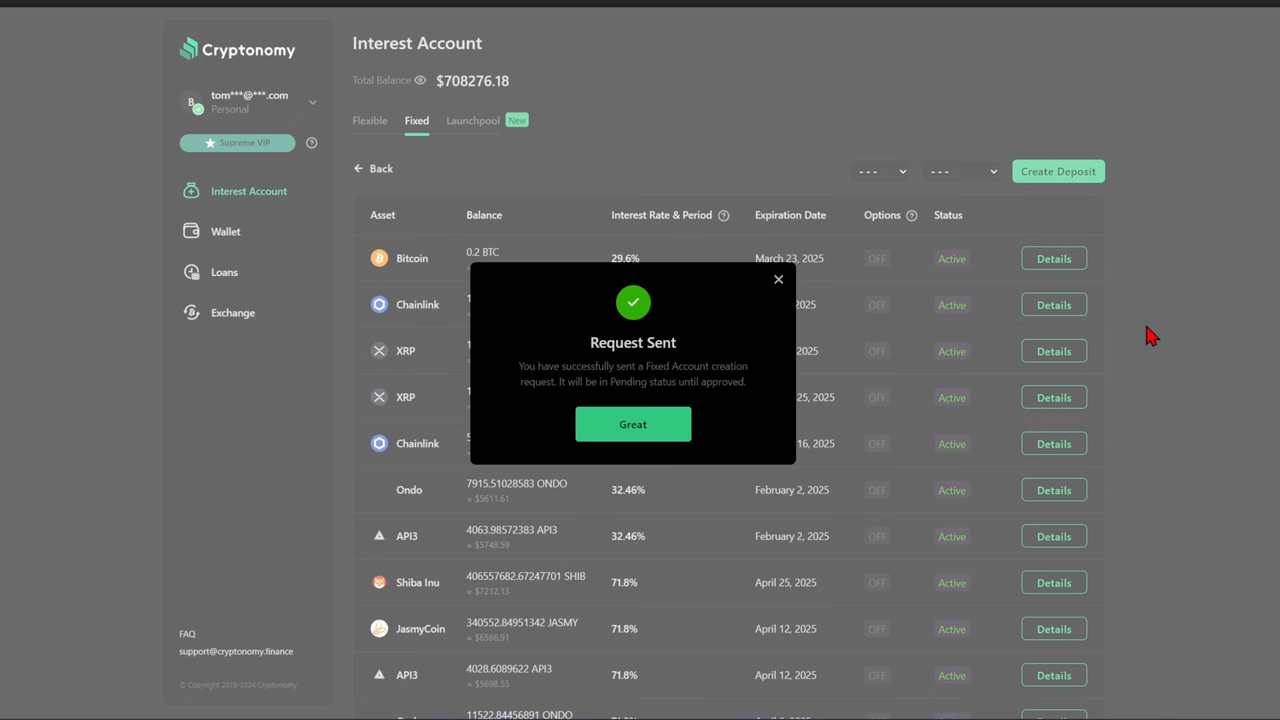 Cryptonomy
Interest Account
Total Balance $708276.18
B
tom***@***.com
Personal
Supreme VIP
Flexible Fixed Launchpool New
Back
--- --- Create Deposit
Interest Account
Wallet
Loans
Exchange
Asset Balance Interest Rate & Period Expiration Date Options Status
Bitcoin 0.2 BTC 29.6% March 23, 2025 OFF Active Details
Chainlink 2025 OFF Active Details
XRP 2025 OFF Active Details
XRP 25, 2025 OFF Active Details
Chainlink 16, 2025 OFF Active Details
Request Sent
You have successfully sent a Fixed Account creation
request. It will be in Pending status until approved.
Great
Ondo 7915.51028583 ONDO 32.46% February 2, 2025 OFF Active Details
≈ $5611.61
API3 4063.98572383 API3 32.46% February 2, 2025 OFF Active Details
≈ $5748.59
Shiba Inu 406557682.67247701 SHIB 71.8% April 25, 2025 OFF Active Details
≈ $7212.13
JasmyCoin 340552.84951342 JASMY 71.8% April 12, 2025 OFF Active Details
≈ $6566.91
API3 4028.6089622 API3 71.8% April 12, 2025 OFF Active Details
≈ $5698.55
11522.84456891 ONDO
FAQ
support@cryptonomy.finance
© Copyright 2019-2024 Cryptonomy